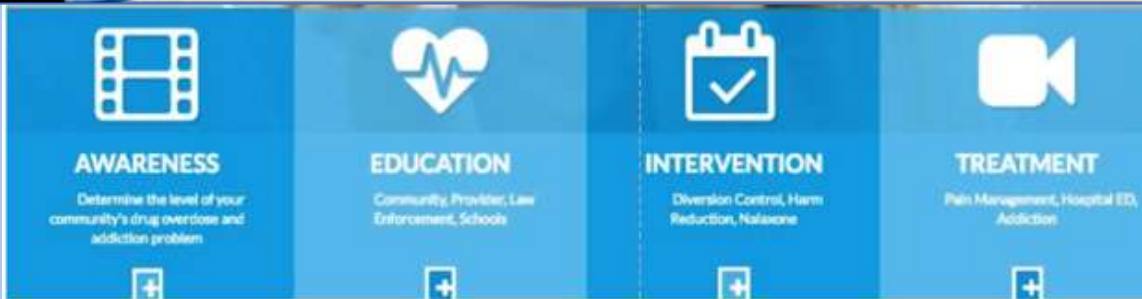 AWARENESS
Determine the level of your
community's drug overdose and
addiction problem
EDUCATION
Community, Provider, Law
Enforcement, Schools
INTERVENTION
Diversion Control, Harm
Reduction, Nalaxone
TREATMENT
Pain Management, Hospital ED,
Addiction